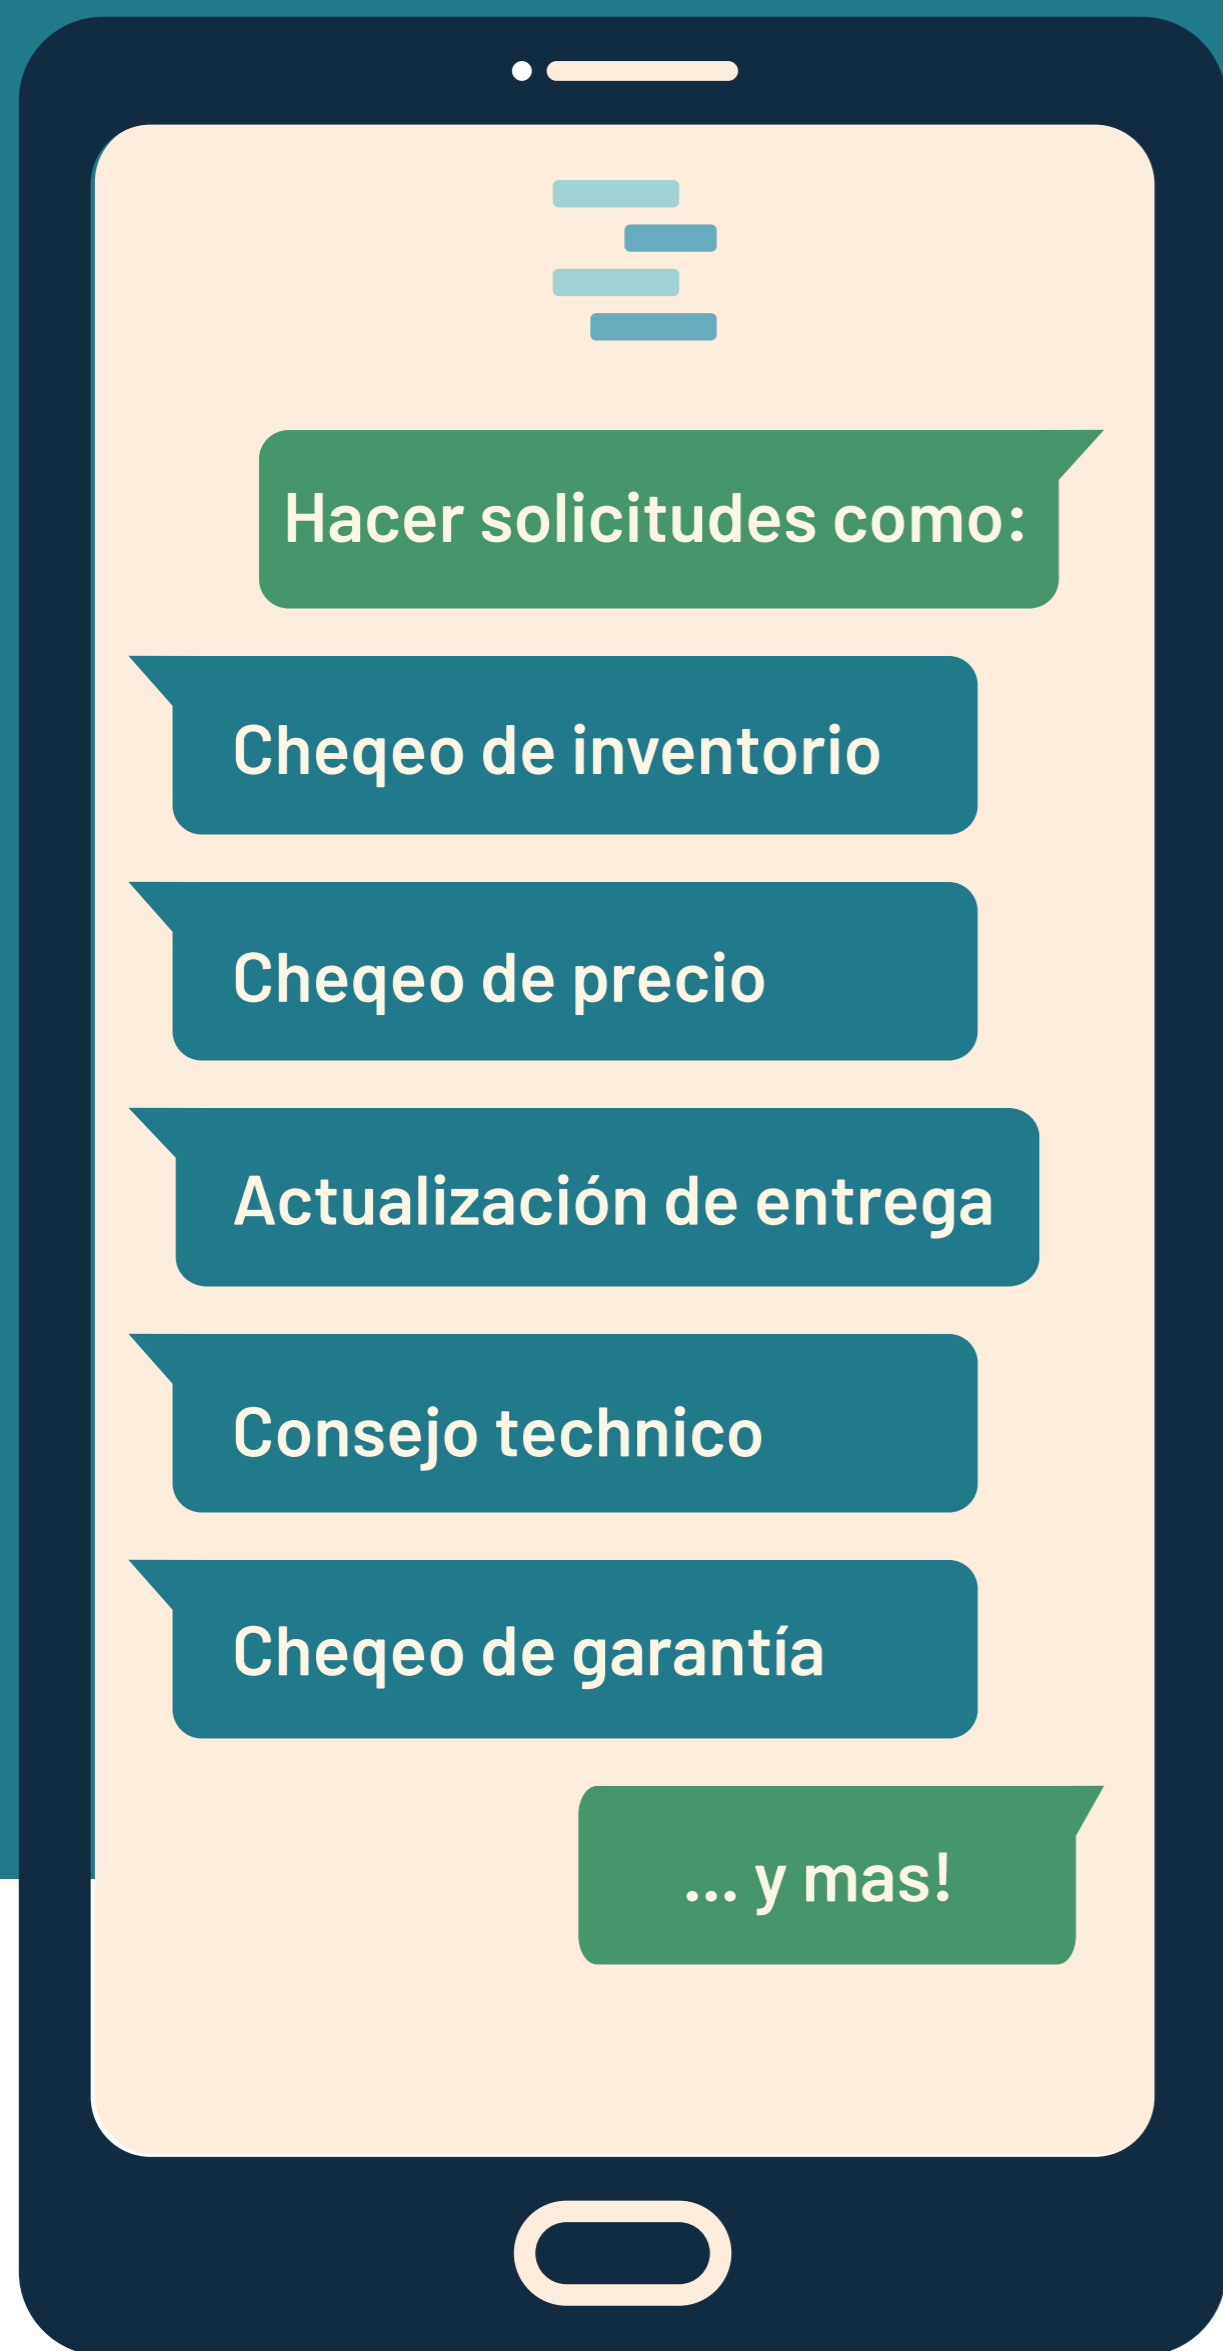 Hacer solicitudes como:
Cheqeo de inventorio
Cheqeo de precio
Actualización de entrega
Consejo technico
Cheqeo de garantía
... y mas!